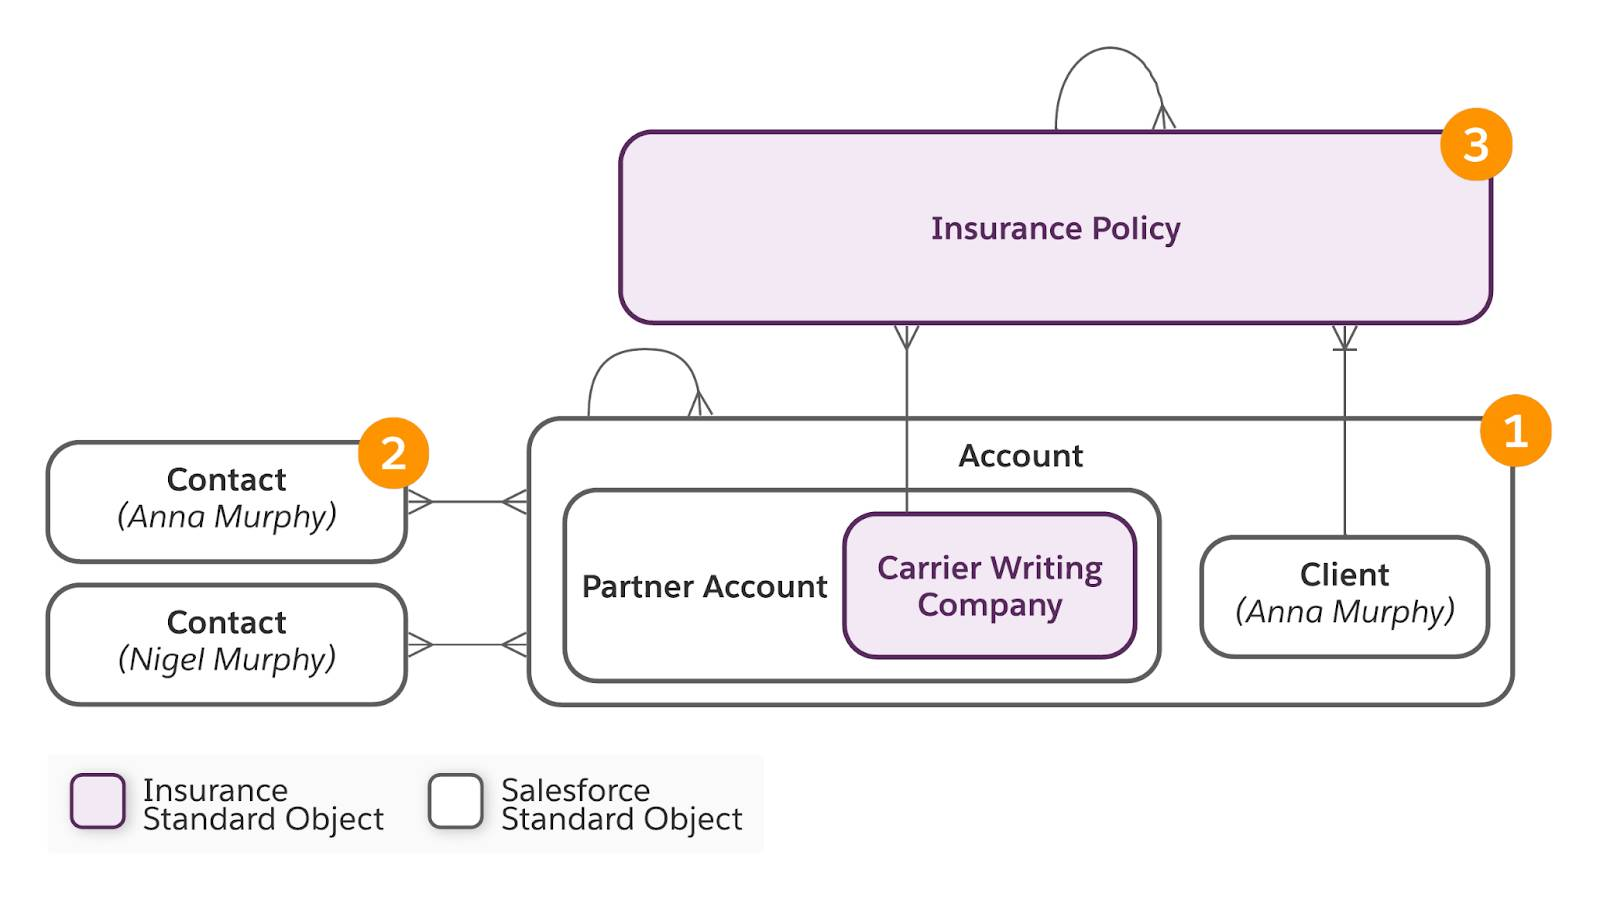 3
Insurance Policy
1
Account
2
Contact
(Anna Murphy)
Contact
(Nigel Murphy)
Partner Account
Carrier Writing
Company
Client
(Anna Murphy)
Insurance
Standard Object
Salesforce
Standard Object